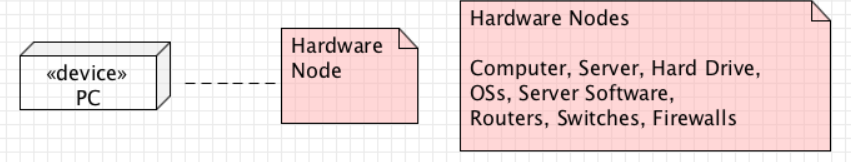 «device»
PC
Hardware
Node
Hardware Nodes
Computer, Server, Hard Drive,
OSs, Server Software,
Routers, Switches, Firewalls